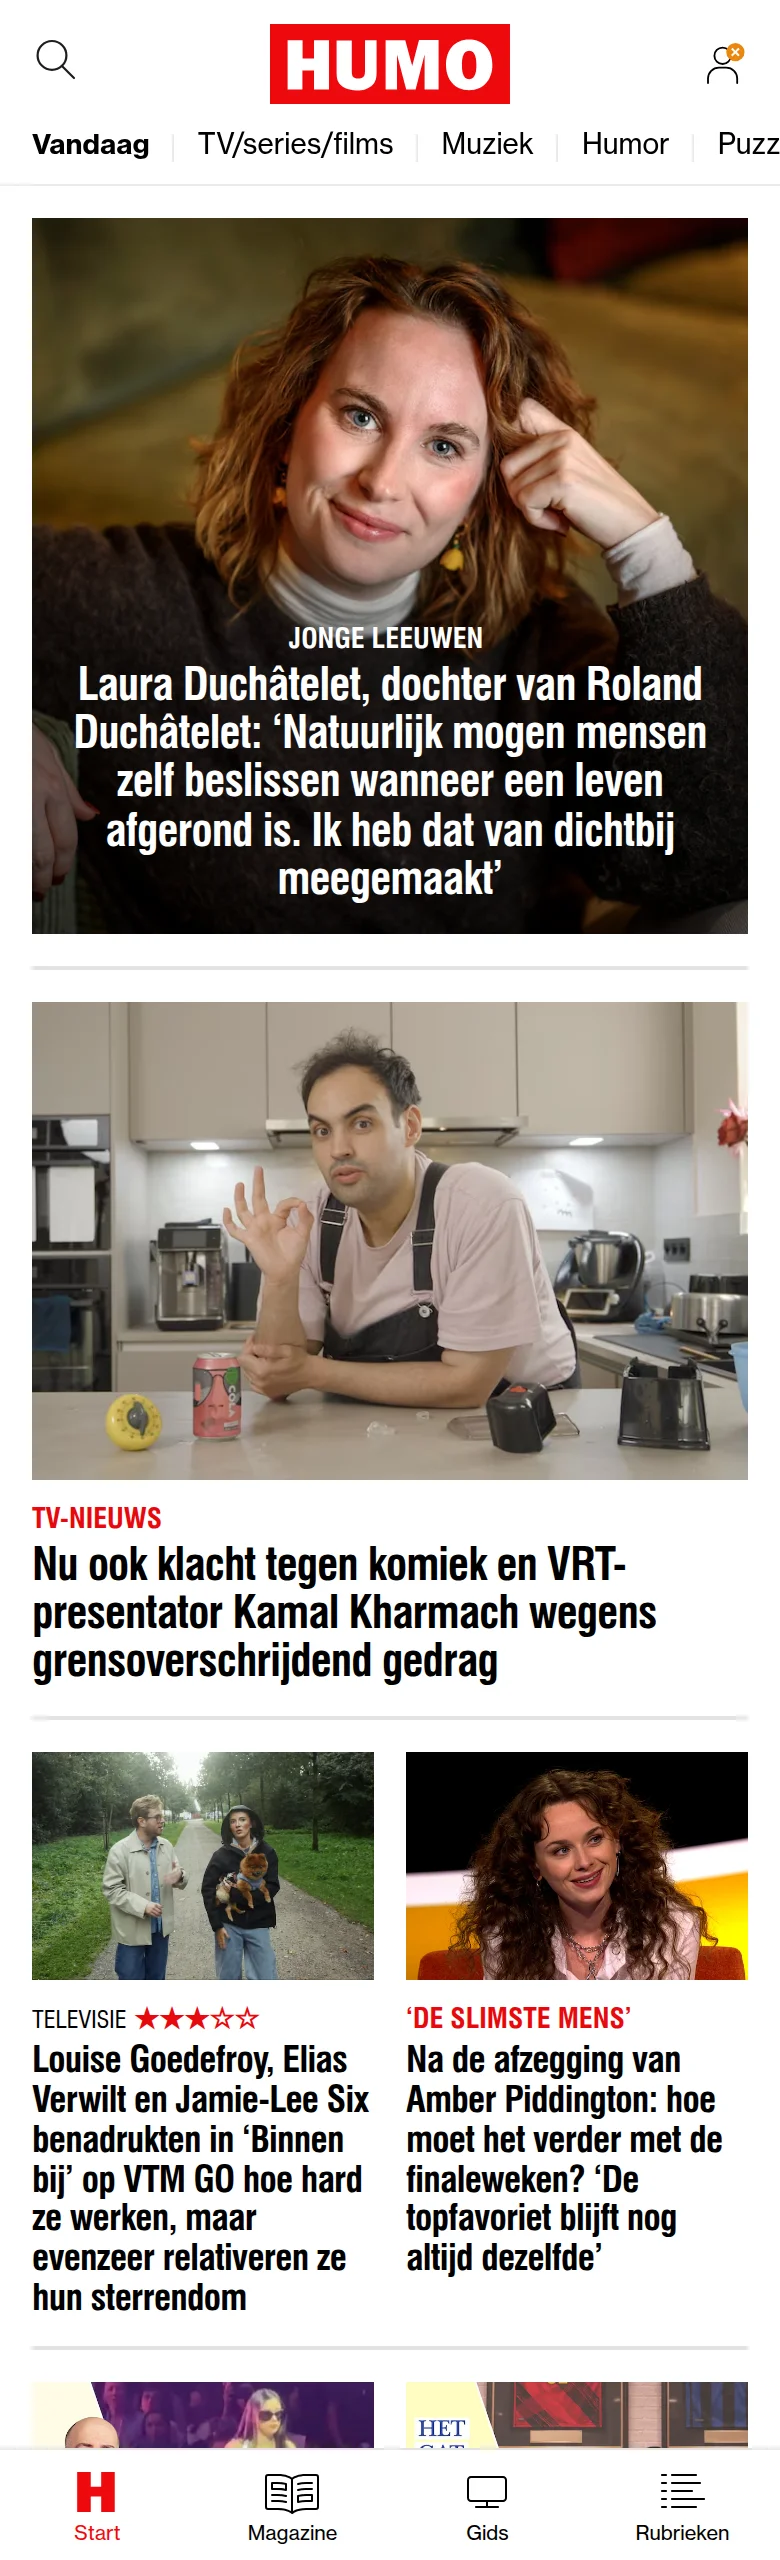 HUMO
Vandaag
TV/series/films
Muziek
Humor
Puzz
JONGE LEEUWEN
Laura Duchâtelet, dochter van Roland
Duchâtelet: ‘Natuurlijk mogen mensen
zelf beslissen wanneer een leven
afgerond is. Ik heb dat van dichtbij
meegemaakt’
COLA
TV-NIEUWS
Nu ook klacht tegen komiek en VRT-
presentator Kamal Kharmach wegens
grensoverschrijdend gedrag
TELEVISIE ★★★☆☆
Louise Goedefroy, Elias
Verwilt en Jamie-Lee Six
benadrukten in ‘Binnen
bij’ op VTM GO hoe hard
ze werken, maar
evenzeer relativeren ze
hun sterrendom
‘DE SLIMSTE MENS’
Na de afzegging van
Amber Piddington: hoe
moet het verder met de
finaleweken? ‘De
topfavoriet blijft nog
altijd dezelfde’
HET
H
Start
Magazine
Gids
Rubrieken